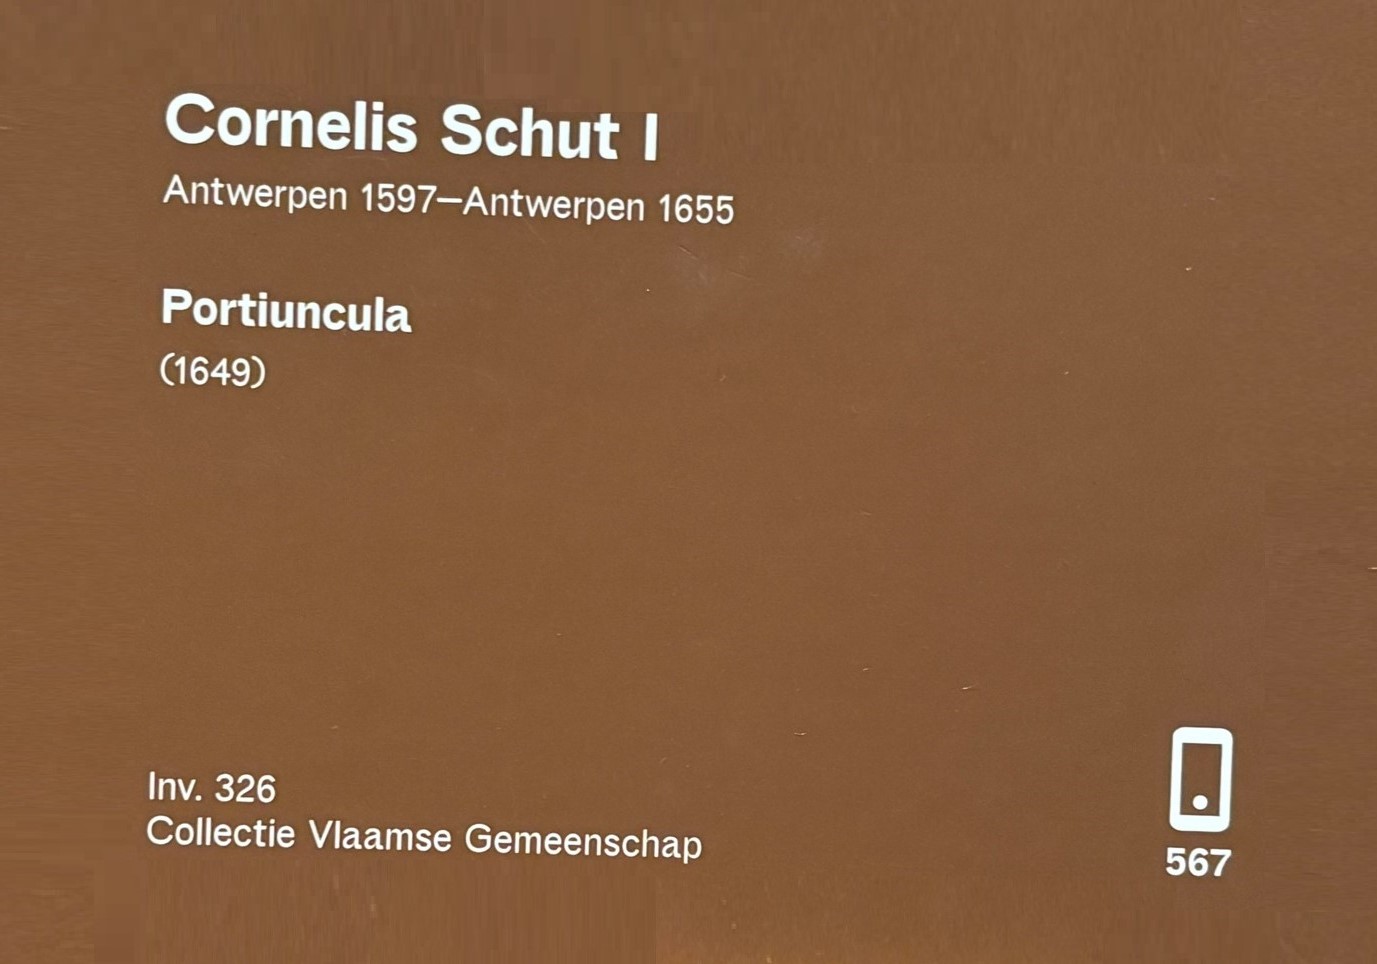 Cornelis Schut I
Antwerpen 1597–Antwerpen 1655
Portiuncula
(1649)
Inv. 326
Collectie Vlaamse Gemeenschap
567